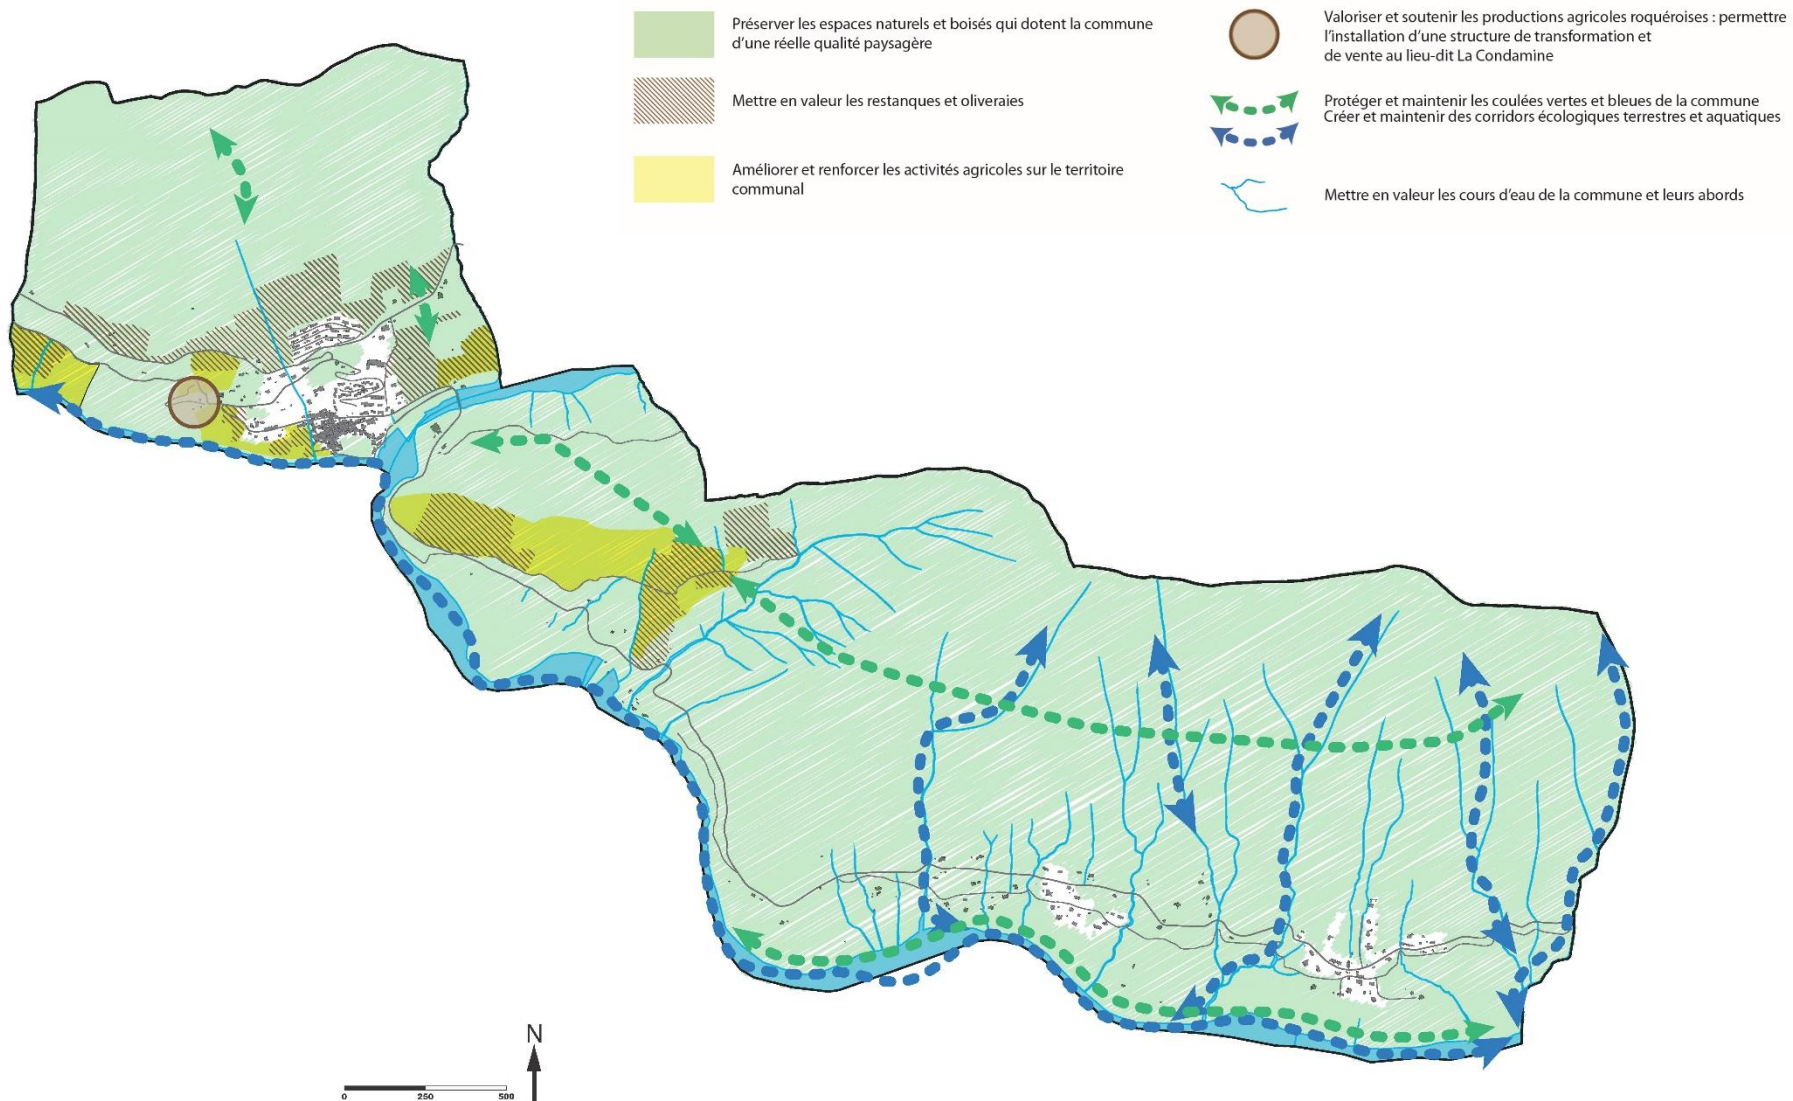 Préserver les espaces naturels et boisés qui dotent la commune
d'une réelle qualité paysagère
Mettre en valeur les restanques et oliveraies
Améliorer et renforcer les activités agricoles sur le territoire
communal
Valoriser et soutenir les productions agricoles roquéroises : permettre
l'installation d'une structure de transformation et
de vente au lieu-dit La Condamine
Protéger et maintenir les coulées vertes et bleues de la commune
Créer et maintenir des corridors écologiques terrestres et aquatiques
Mettre en valeur les cours d'eau de la commune et leurs abords
N
0 250 500